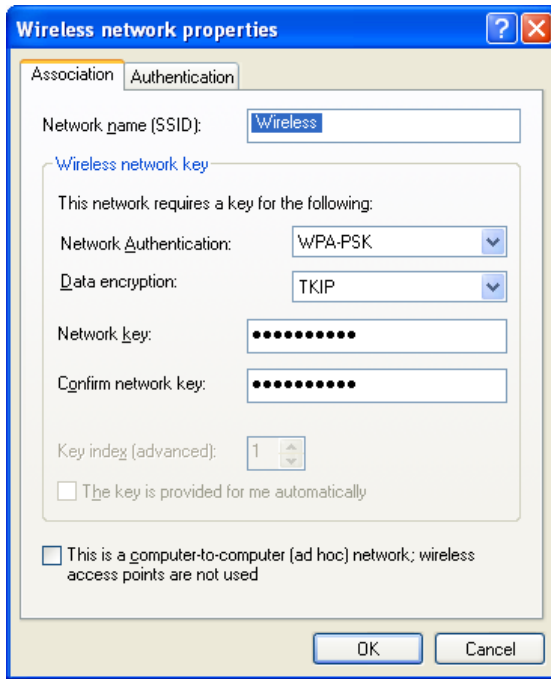 Wireless network properties
Association Authentication
Network name (SSID): Wireless
Wireless network key
This network requires a key for the following:
Network Authentication: WPA-PSK
Data encryption: TKIP
Network key: ●●●●●●●●●●
Confirm network key: ●●●●●●●●●●
Key index (advanced): 1
The key is provided for me automatically
This is a computer-to-computer (ad hoc) network; wireless
access points are not used
OK Cancel